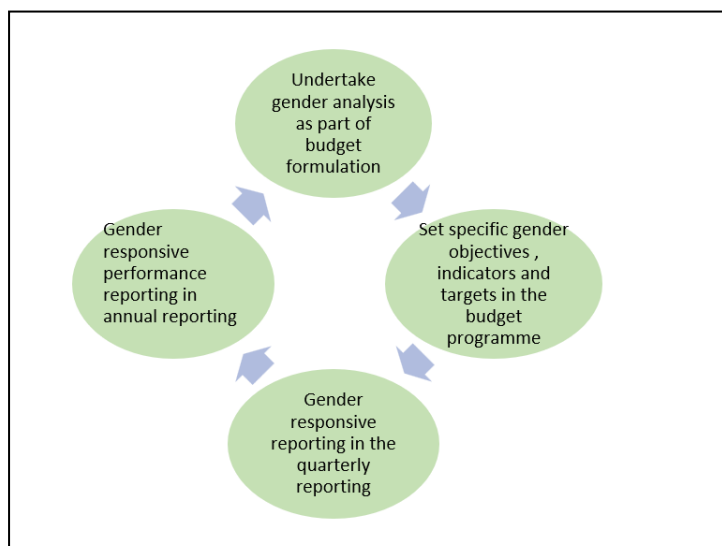 Undertake
gender analysis
as part of
budget
formulation
Set specific gender
objectives , 
indicators and
targets in the
budget
programme
Gender
responsive
reporting in the
quarterly
reporting
Gender
responsive
performance
reporting in
annual reporting